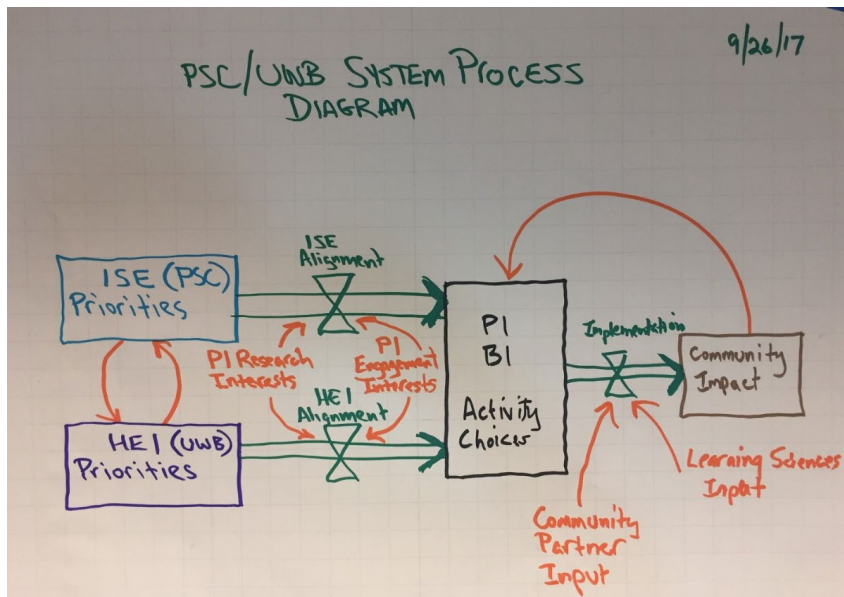 9/26/17
PSC/UWB SYSTEM PROCESS
DIAGRAM
ISE
Alignment
ISE (PSC)
Priorities
PI Research
Interests
PI
Engagement
Interests
HEI
Alignment
HEI (UWB)
Priorities
PI
BI
Activity
Choices
Implementation
Community
Impact
Learning Sciences
Input
Community
Partner
Input